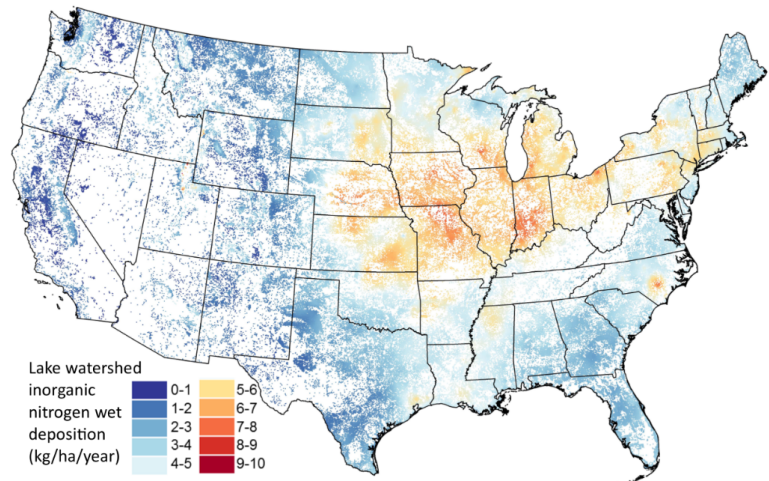 Lake watershed
inorganic
nitrogen wet
deposition
(kg/ha/year)
0-1
1-2
2-3
3-4
4-5
5-6
6-7
7-8
8-9
9-10